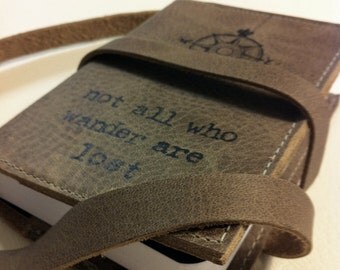 not all who
wander are
lost